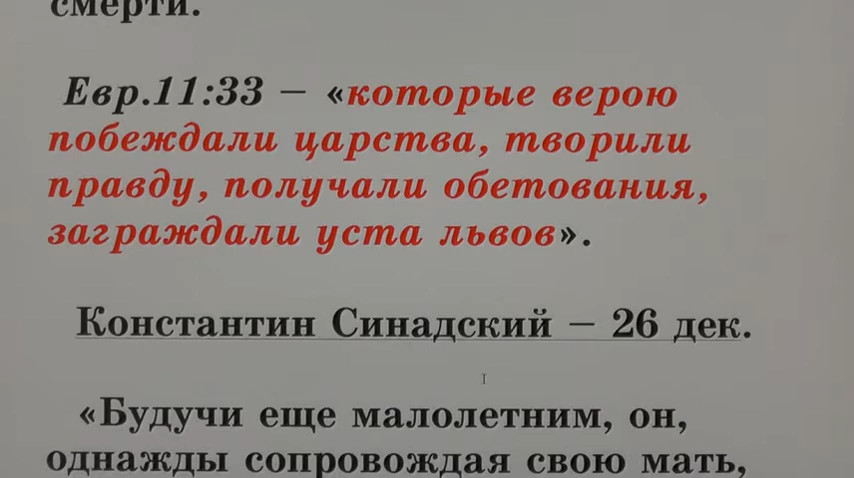 смерти.
Евр.11:33 – «которые верою
побеждали царства, творили
правду, получали обетования,
заграждали уста львов».
Константин Синадский – 26 дек.
«Будучи еще малолетним, он,
однажды сопровождая свою мать,